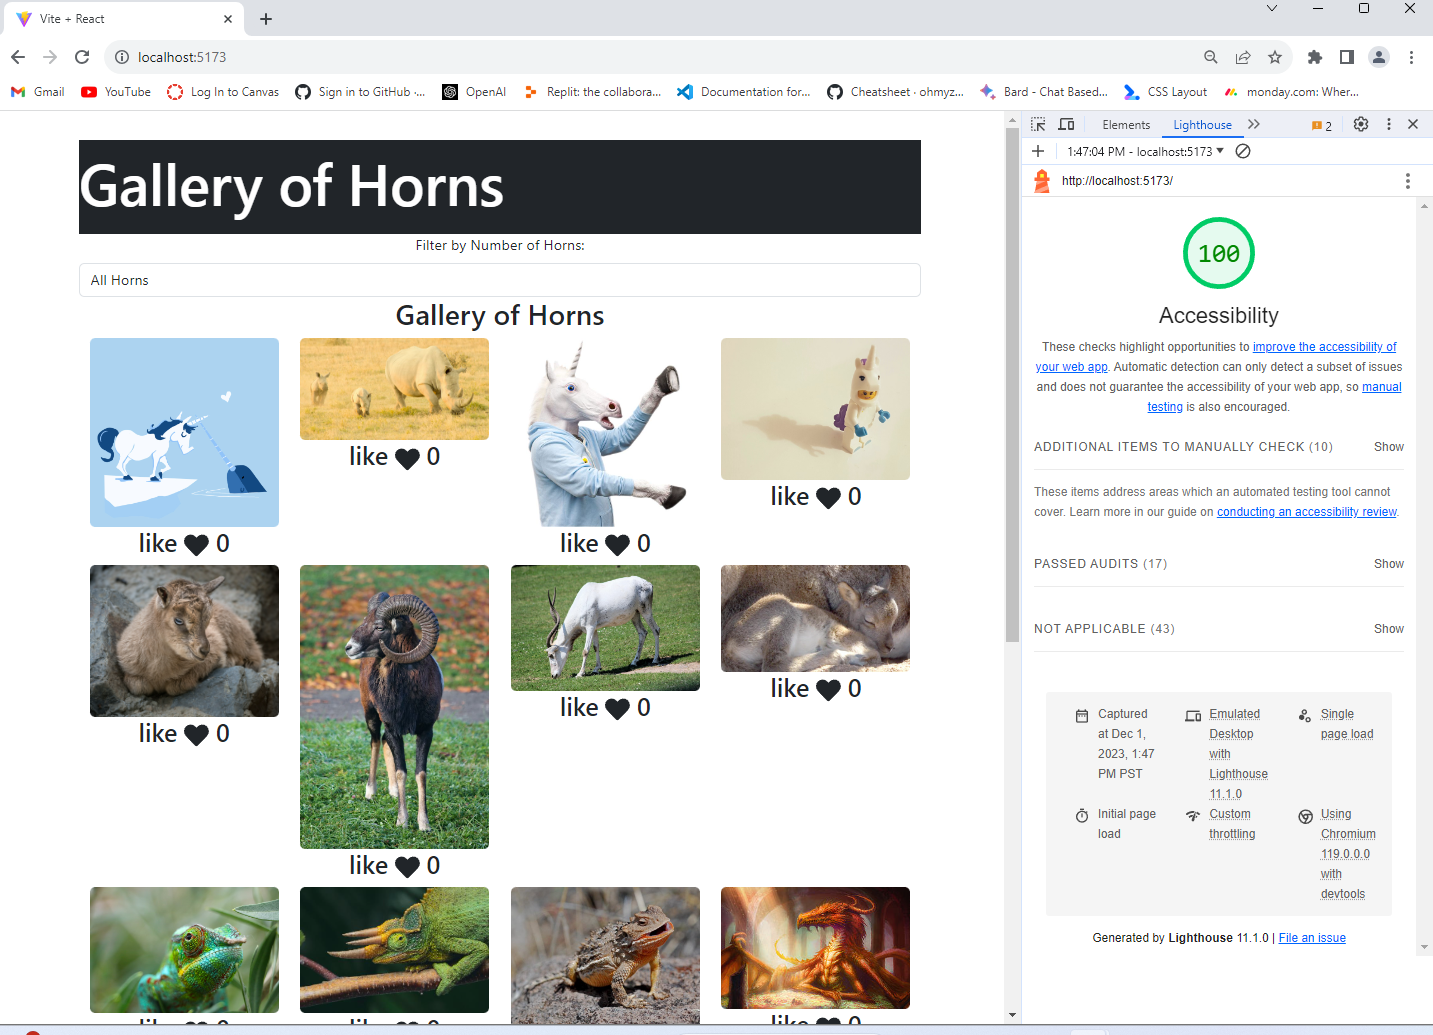 Vite + React
localhost:5173
Gmail
YouTube
Log In to Canvas
Sign in to GitHub ·...
OpenAI
Replit: the collabora...
Documentation for...
Cheatsheet · ohmyz...
Bard - Chat Based...
CSS Layout
monday.com: Wher...
Gallery of Horns
Filter by Number of Horns:
All Horns
Gallery of Horns
like 0
like 0
like 0
like 0
like 0
like 0
like 0
like 0
like 0
like 0
like 0
like 0
Elements
Lighthouse
2
1:47:04 PM - localhost:5173
http://localhost:5173/
100
Accessibility
These checks highlight opportunities to improve the accessibility of
your web app. Automatic detection can only detect a subset of issues
and does not guarantee the accessibility of your web app, so manual
testing is also encouraged.
ADDITIONAL ITEMS TO MANUALLY CHECK (10)
Show
These items address areas which an automated testing tool cannot
cover. Learn more in our guide on conducting an accessibility review.
PASSED AUDITS (17)
Show
NOT APPLICABLE (43)
Show
Captured
at Dec 1,
2023, 1:47
PM PST
Emulated
Desktop
with
Lighthouse
11.1.0
Single
page load
Initial page
load
Custom
throttling
Using
Chromium
119.0.0.0
with
devtools
Generated by Lighthouse 11.1.0 | File an issue